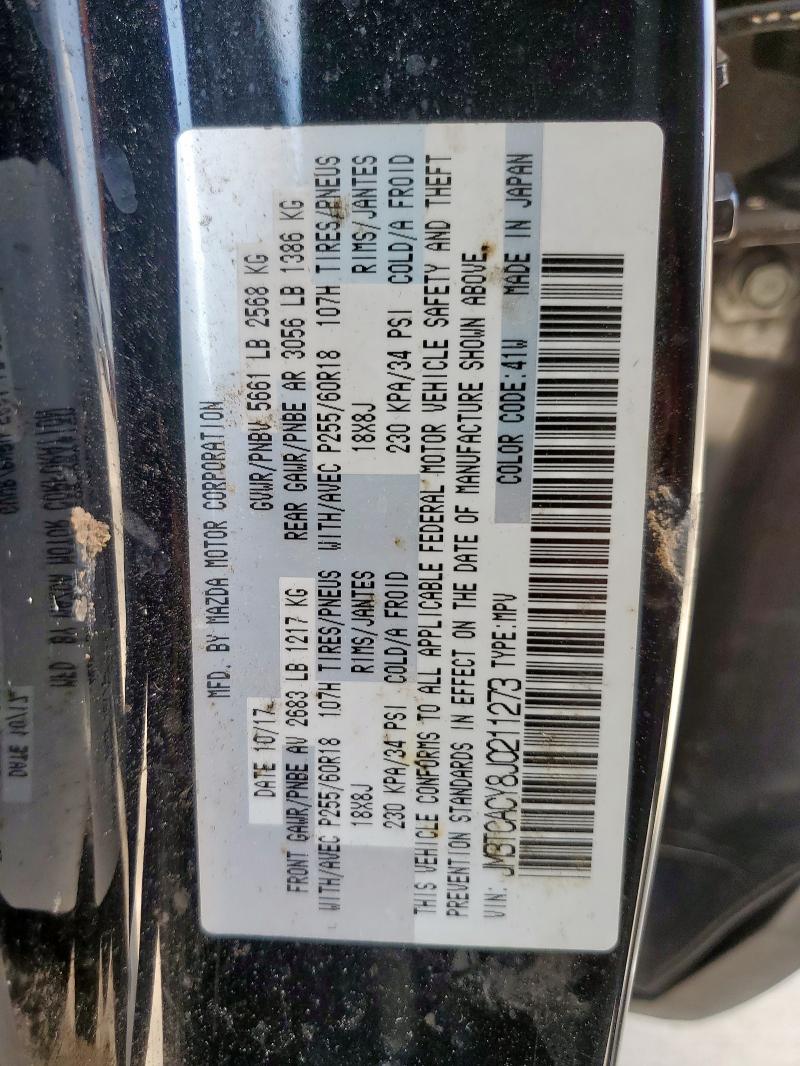 MFD. BY MAZDA MOTOR CORPORATION
DATE 10/17 GVWR/PNBV 5661 LB 2568 KG
FRONT GAWR/PNBE AV 2683 LB 1217 KG REAR GAWR/PNBE AR 3056 LB 1386 KG
WITH/AVEC P255/60R18 107H TIRES/PNEUS WITH/AVEC P255/60R18 107H TIRES/PNEUS
18X8J RIMS/JANTES 18X8J RIMS/JANTES
230 KPA/34 PSI COLD/A FROID 230 KPA/34 PSI COLD/A FROID
THIS VEHICLE CONFORMS TO ALL APPLICABLE FEDERAL MOTOR VEHICLE SAFETY AND THEFT
PREVENTION STANDARDS IN EFFECT ON THE DATE OF MANUFACTURE SHOWN ABOVE.
VIN: JM3TCACY8J0211273 TYPE:MPV COLOR CODE:41W MADE IN JAPAN